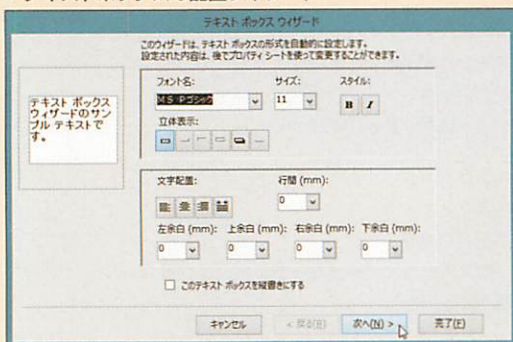 テキスト ボックス ウィザード
このウィザードは、テキスト ボックスの形式を自動的に設定します。
設定された内容は、後でプロパティ シートを使って変更することができます。
テキスト ボックス
ウィザードのサン
プル テキストで
す。
フォント名: サイズ: スタイル:
MS Pゴシック 11 B I
立体表示:
文字配置: 行間 (mm):
0
左余白 (mm): 上余白 (mm): 右余白 (mm): 下余白 (mm):
0 0 0 0
このテキスト ボックスを縦書きにする
キャンセル < 戻る(B) 次へ(N) > 完了(F)